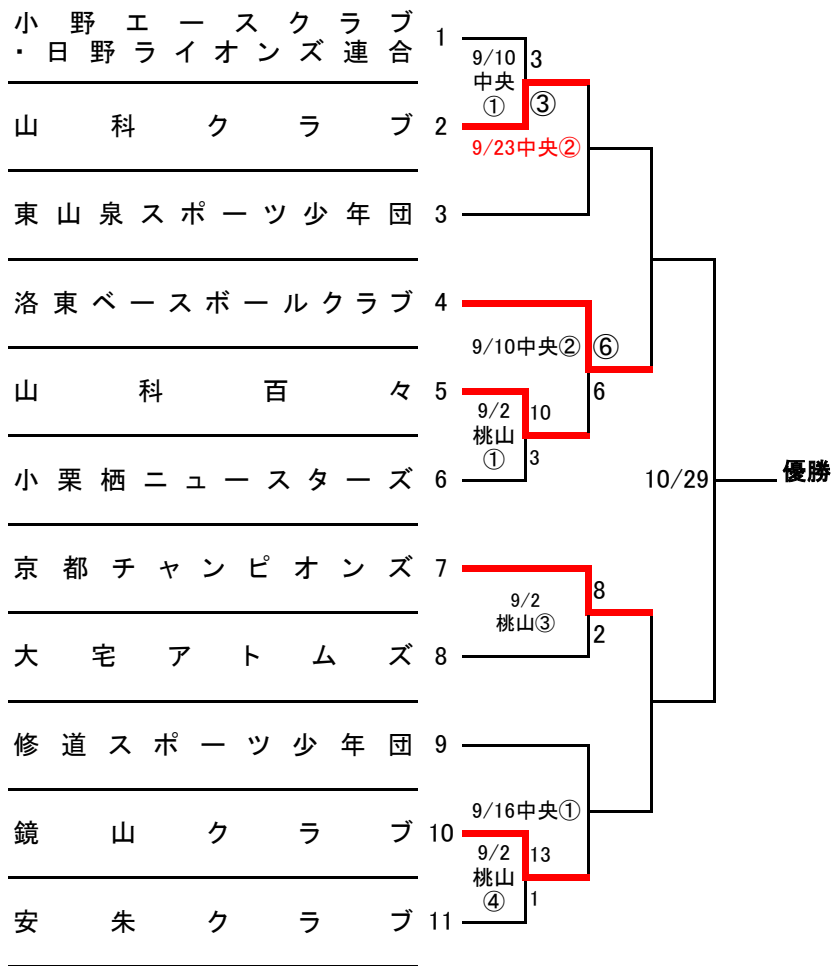 小野エースクラブ
・日野ライオンズ連合
1
9/10
中央
①
3
③
山科クラブ
2
9/23中央②
東山泉スポーツ少年団
3
洛東ベースボールクラブ
4
9/10中央②
⑥
6
山科百々
5
9/2
桃山
①
10
3
小栗栖ニュースターズ
6
10/29
優勝
京都チャンピオンズ
7
9/2
桃山③
8
2
大宅アトムズ
8
修道スポーツ少年団
9
9/16中央①
鏡山クラブ
10
9/2
桃山
④
13
1
安朱クラブ
11